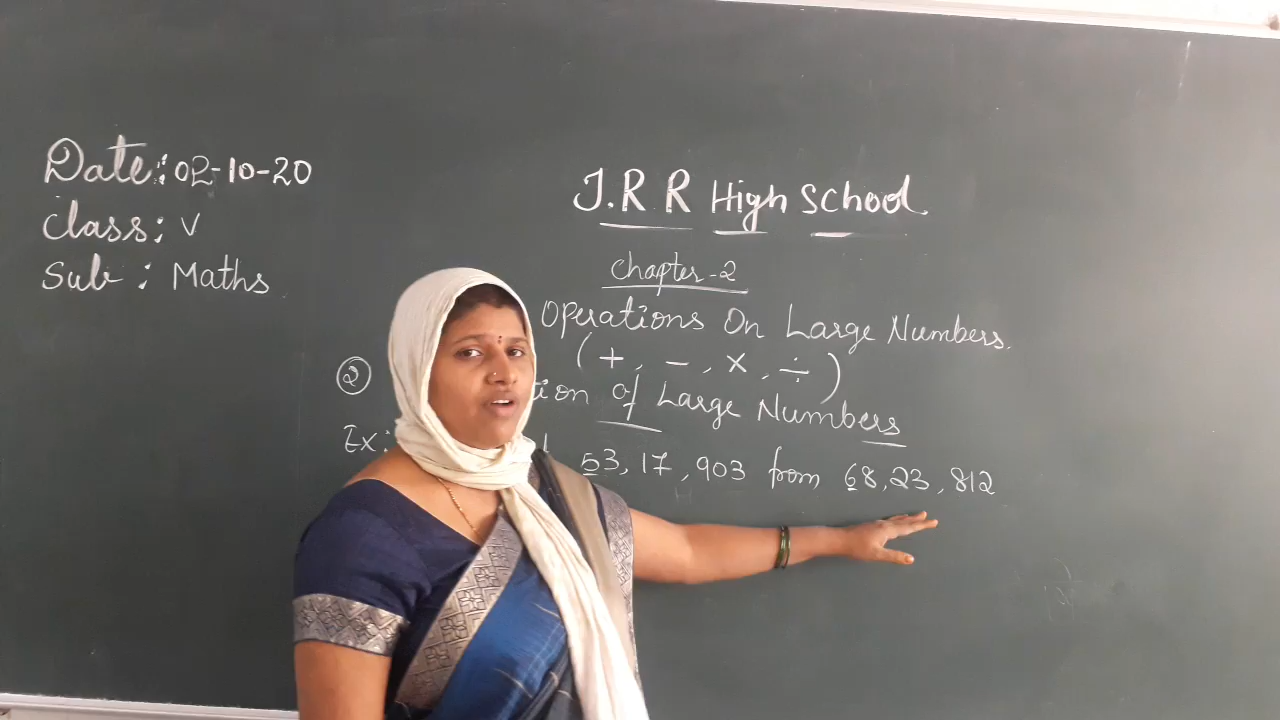 Date: 02-10-20
Class: V
Sub: Maths
J.R.R High School.
Chapter-2
Operations On Large Numbers.
(+, -, ×, ÷)
② tion of Large Numbers
Ex: 53,17,903 from 68,23,812